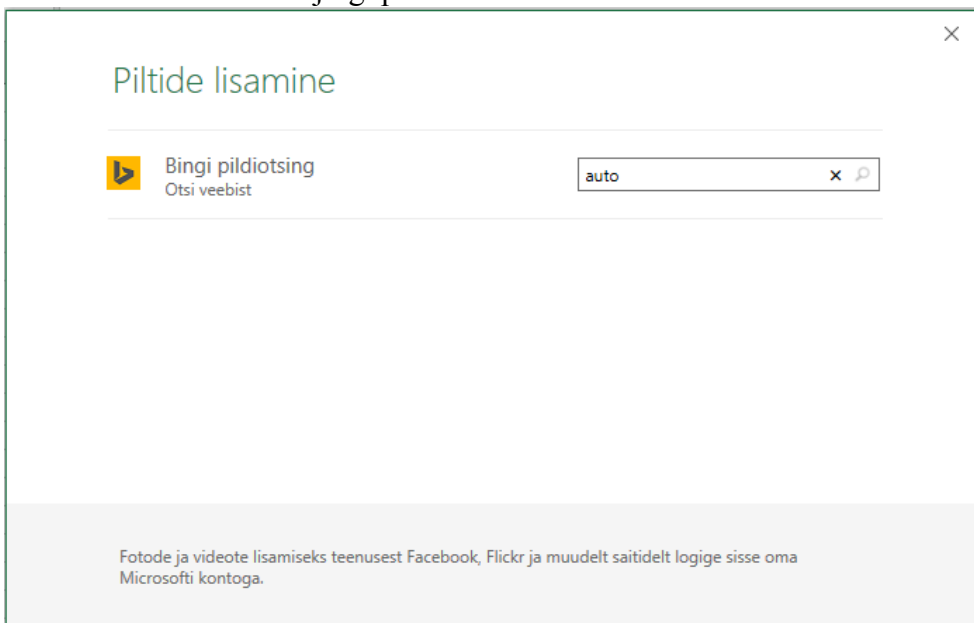 Piltide lisamine
Bingi pildiotsing
Otsi veebist
auto
Fotode ja videote lisamiseks teenusest Facebook, Flickr ja muudelt saitidelt logige sisse oma
Microsofti kontoga.